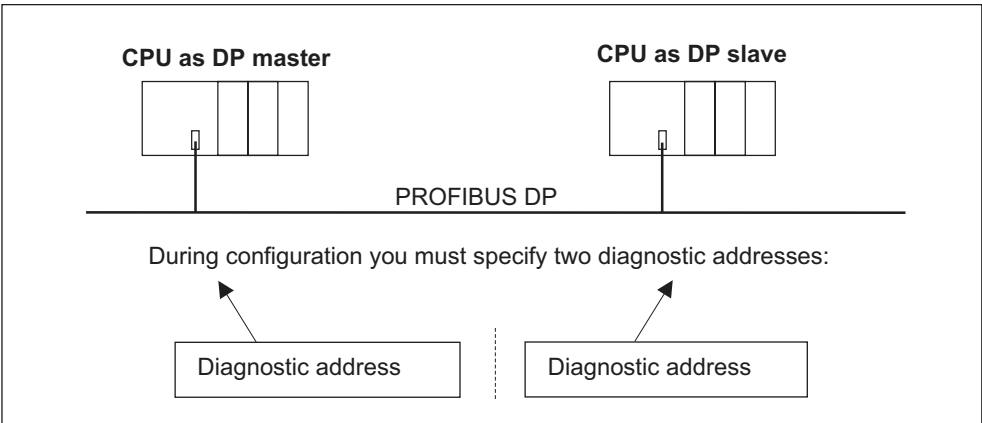 CPU as DP master
CPU as DP slave
PROFIBUS DP
During configuration you must specify two diagnostic addresses:
Diagnostic address
Diagnostic address